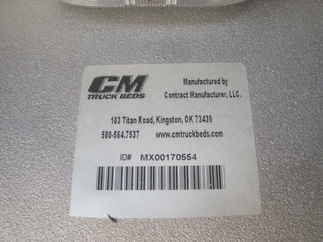 CM
TRUCK BEDS
Manufactured by
Contract Manufacturer, LLC.
183 Titan Road, Kingston, OK 73439
580-564.7537 www.cmtruckbeds.com
ID# MX00170554